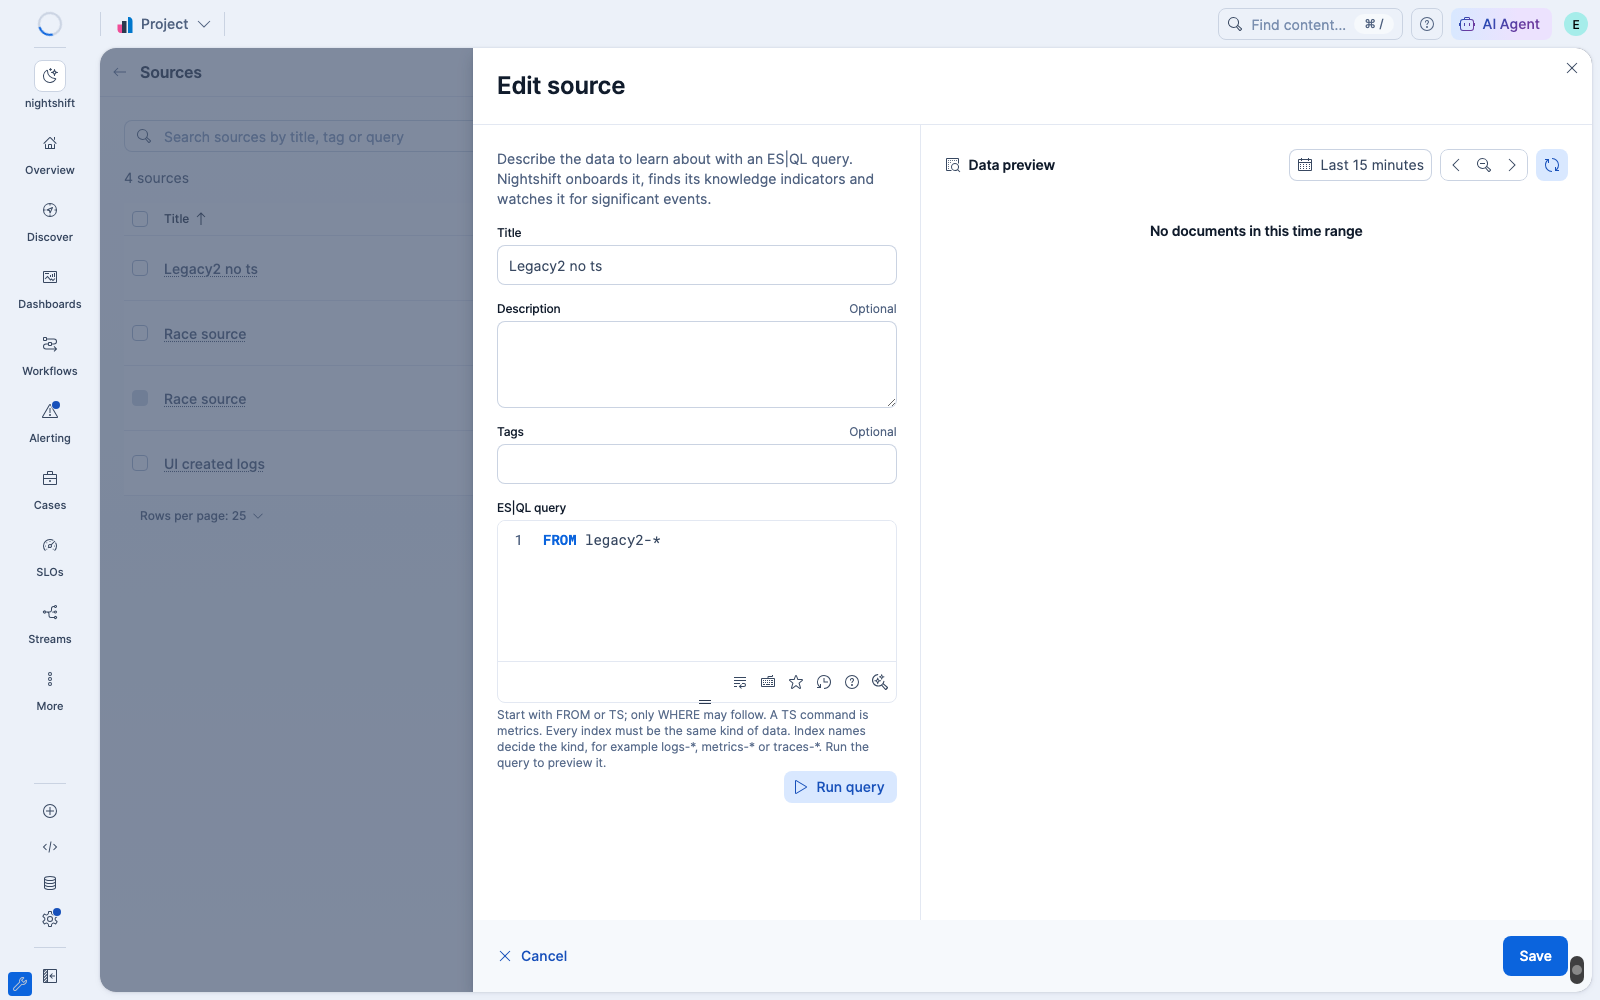 Project
Find content...
⌘ /
AI Agent
E
nightshift
Overview
Discover
Dashboards
Workflows
Alerting
Cases
SLOs
Streams
More
Sources
Search sources by title, tag or query
4 sources
Title
Legacy2 no ts
Race source
Race source
UI created logs
Rows per page: 25
Edit source
Describe the data to learn about with an ES|QL query.
Nightshift onboards it, finds its knowledge indicators and
watches it for significant events.
Title
Legacy2 no ts
Description
Optional
Tags
Optional
ES|QL query
1 FROM legacy2-*
Start with FROM or TS; only WHERE may follow. A TS command is
metrics. Every index must be the same kind of data. Index names
decide the kind, for example logs-*, metrics-* or traces-*. Run the
query to preview it.
Run query
Data preview
Last 15 minutes
No documents in this time range
Cancel
Save